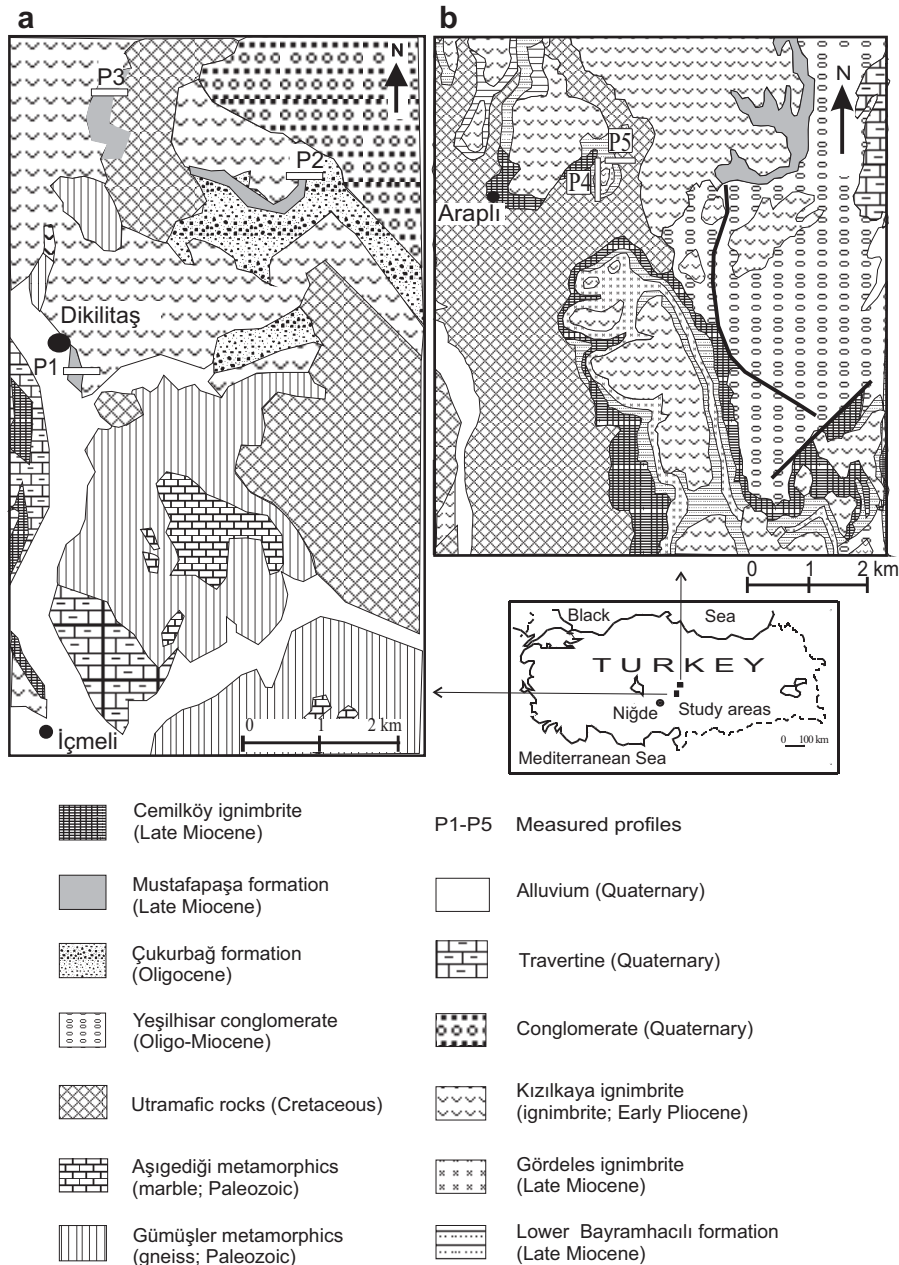 a
b
N
P3
P2
Dikilitaş
P1
İçmeli
0 1 2 km
N
P5
P4
Araplı
0 1 2 km
Black Sea
TURKEY
Niğde
Study areas
0 100 km
Mediterranean Sea
Cemilköy ignimbrite
(Late Miocene)
Mustafapaşa formation
(Late Miocene)
Çukurbağ formation
(Oligocene)
Yeşilhisar conglomerate
(Oligo-Miocene)
Utramafic rocks (Cretaceous)
Aşıgediği metamorphics
(marble; Paleozoic)
Gümüşler metamorphics
(gneiss; Paleozoic)
P1-P5 Measured profiles
Alluvium (Quaternary)
Travertine (Quaternary)
Conglomerate (Quaternary)
Kızılkaya ignimbrite
(ignimbrite; Early Pliocene)
Gördeles ignimbrite
(Late Miocene)
Lower Bayramhacılı formation
(Late Miocene)